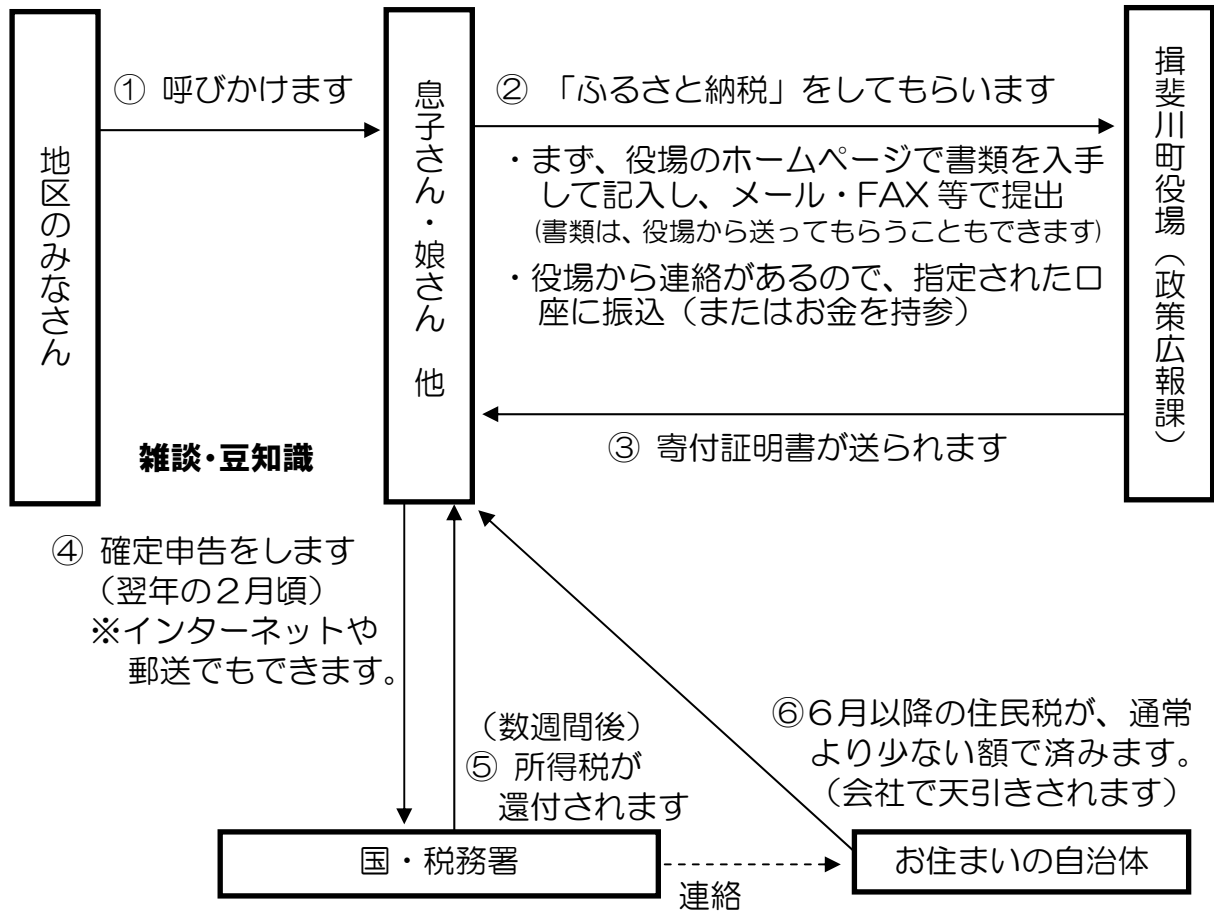 地区のみなさん
① 呼びかけます
息子さん・娘さん 他
② 「ふるさと納税」をしてもらいます
・まず、役場のホームページで書類を入手
して記入し、メール・FAX 等で提出
(書類は、役場から送ってもらうこともできます)
・役場から連絡があるので、指定された口
座に振込（またはお金を持参）
揖斐川町役場（政策広報課）
③ 寄付証明書が送られます
雑談・豆知識
④ 確定申告をします
（翌年の２月頃）
※インターネットや
郵送でもできます。
（数週間後）
⑤ 所得税が
還付されます
⑥６月以降の住民税が、通常
より少ない額で済みます。
（会社で天引きされます）
国・税務署
連絡
お住まいの自治体